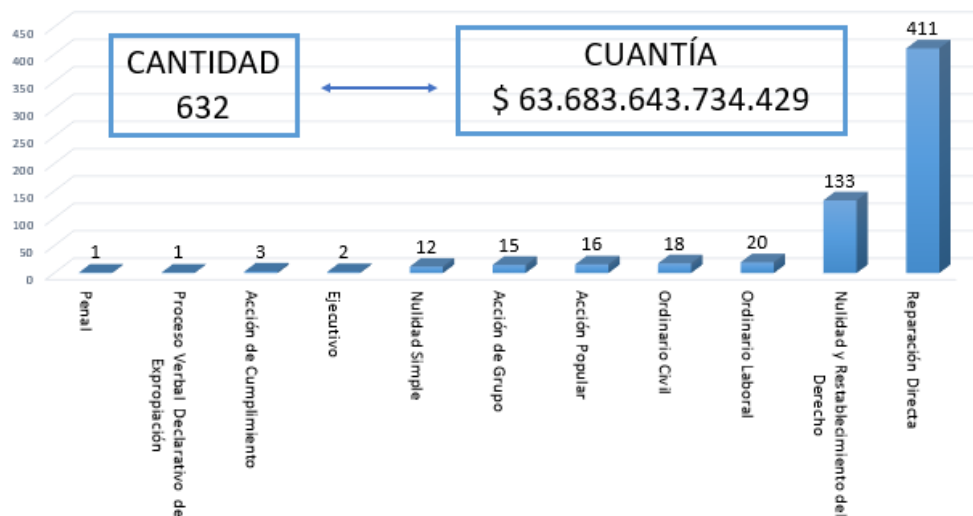 450
400
350
300
250
200
150
100
50
0
CANTIDAD
632
CUANTÍA
$ 63.683.643.734.429
1
1
3
2
12
15
16
18
20
133
411
Penal
Proceso Verbal Declarativo de
Expropiación
Acción de Cumplimiento
Ejecutivo
Nulidad Simple
Acción de Grupo
Acción Popular
Ordinario Civil
Ordinario Laboral
Nulidad y Restablecimiento del
Derecho
Reparación Directa